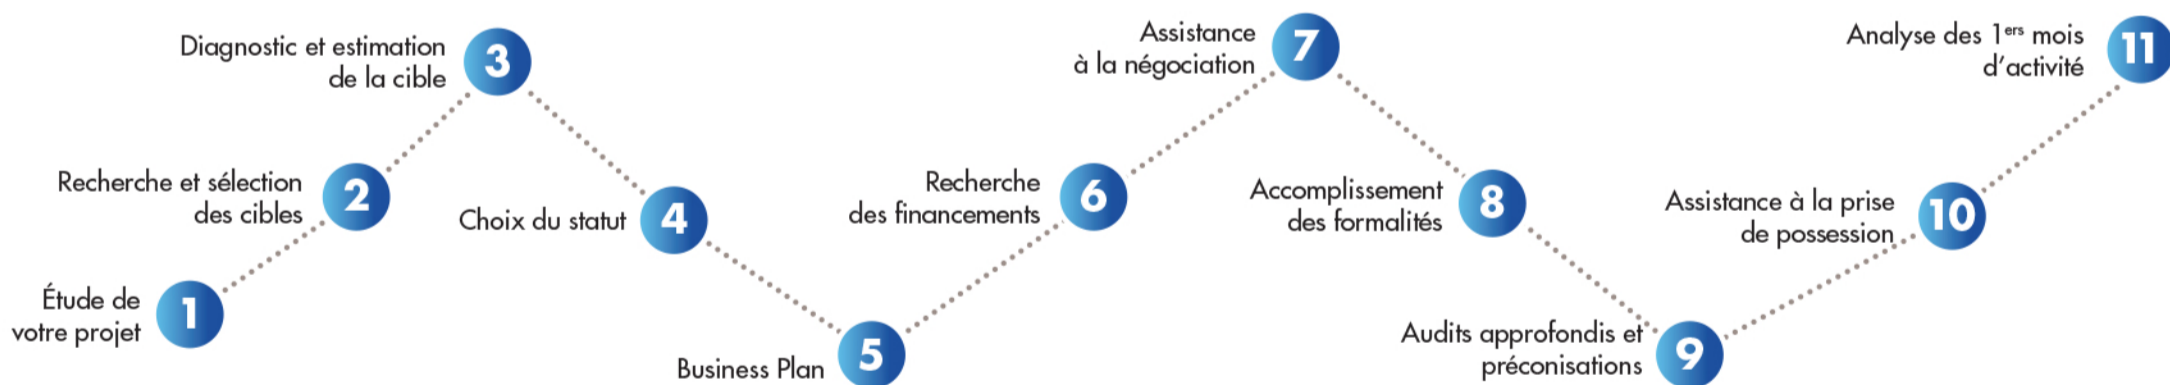 Étude de
votre projet
1
Recherche et sélection
des cibles
2
Diagnostic et estimation
de la cible
3
Choix du statut
4
Business Plan
5
Recherche
des financements
6
Assistance
à la négociation
7
Accomplissement
des formalités
8
Audits approfondis et
préconisations
9
Assistance à la prise
de possession
10
Analyse des 1ers mois
d’activité
11